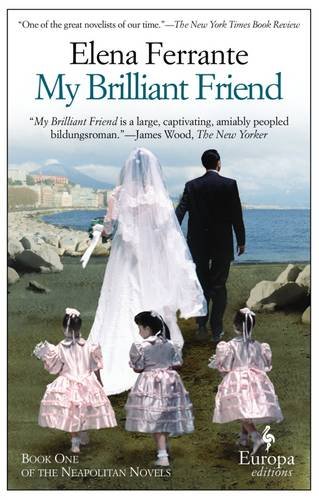 “One of the great novelists of our time.”—The New York Times Book Review
Elena Ferrante
My Brilliant Friend
“My Brilliant Friend is a large, captivating, amiably peopled
bildungsroman.”—James Wood, The New Yorker
Book One
of the Neapolitan Novels
Europa
editions